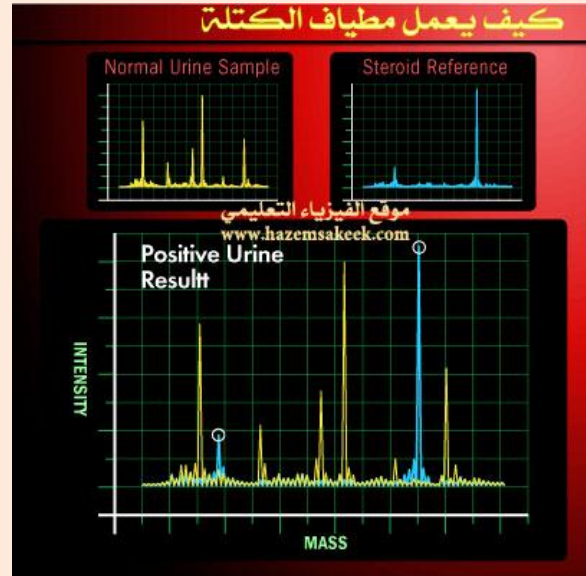 كيف يعمل مطياف الكتلة
Normal Urine Sample
Steroid Reference
موقع الفيزياء التعليمي
www.hazemsakeek.com
Positive Urine
Resultt
INTENSITY
MASS